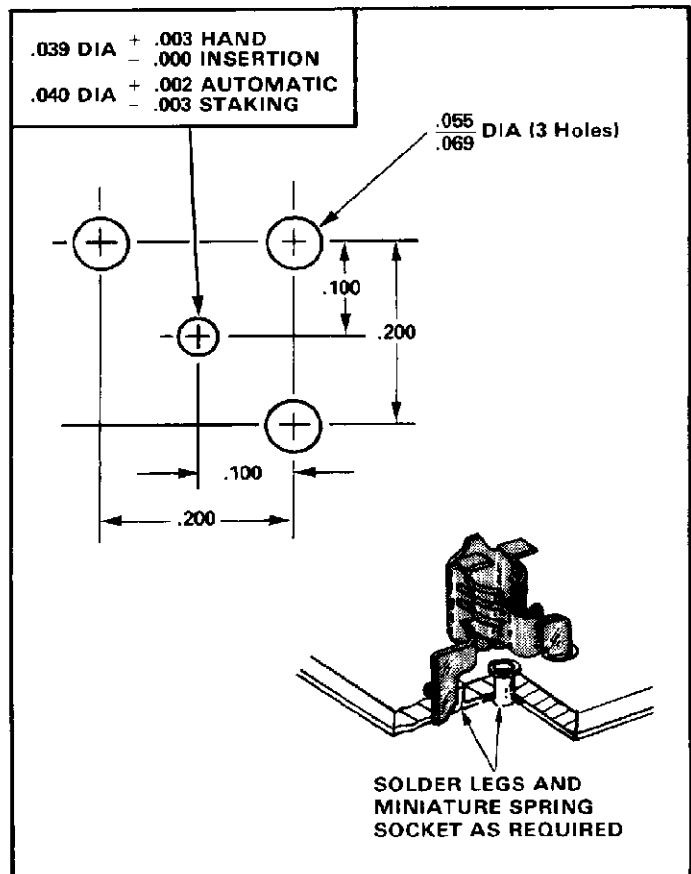 .039 DIA + .003 HAND
- .000 INSERTION
.040 DIA + .002 AUTOMATIC
- .003 STAKING
.055
.069 DIA (3 Holes)
.100
.200
.100
.200
SOLDER LEGS AND
MINIATURE SPRING
SOCKET AS REQUIRED